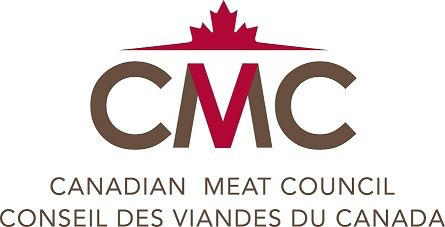 CMC
CANADIAN MEAT COUNCIL
CONSEIL DES VIANDES DU CANADA